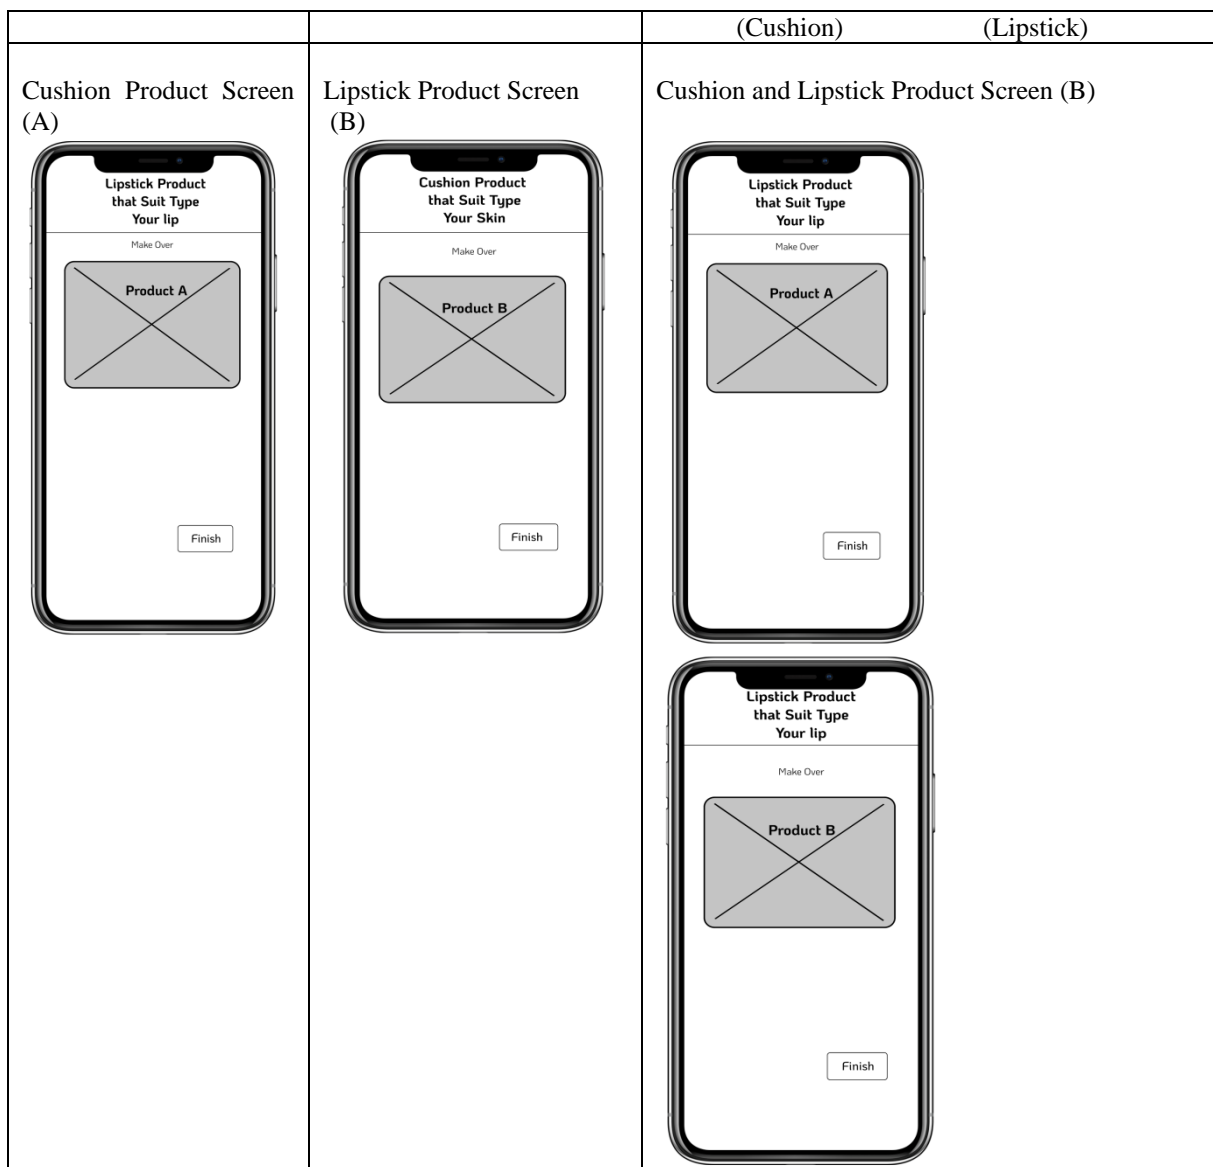 (Cushion) (Lipstick)
Cushion Product Screen
(A)
Lipstick Product
that Suit Type
Your lip
Make Over
Product A
Finish
Lipstick Product Screen
(B)
Cushion Product
that Suit Type
Your Skin
Make Over
Product B
Finish
Cushion and Lipstick Product Screen (B)
Lipstick Product
that Suit Type
Your lip
Make Over
Product A
Finish
Lipstick Product
that Suit Type
Your lip
Make Over
Product B
Finish